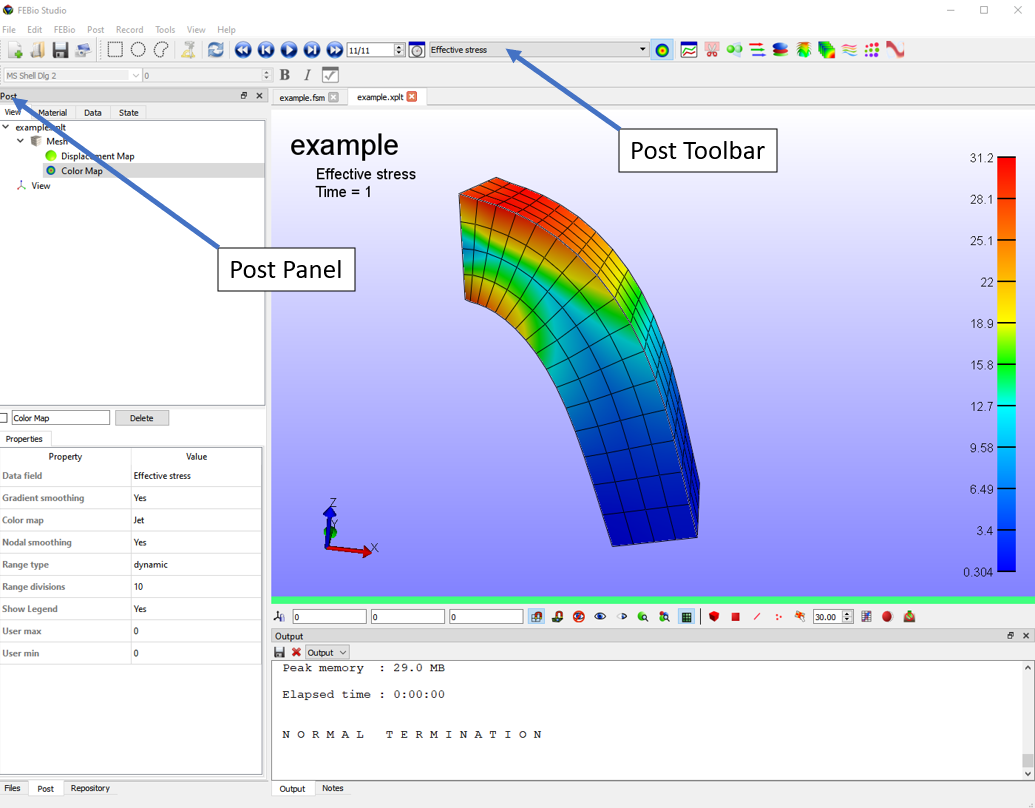 FEBio Studio
File Edit FEBio Post Record Tools View Help
11/11 Effective stress
MS Shell Dlg 2 0 B I
Post
View Material Data State
example.xplt
Mesh
Displacement Map
Color Map
View
Post Panel
Color Map Delete
Properties
Property Value
Data field Effective stress
Gradient smoothing Yes
Color map Jet
Nodal smoothing Yes
Range type dynamic
Range divisions 10
Show Legend Yes
User max 0
User min 0
Files Post Repository
example.fsm example.xplt
Post Toolbar
example
Effective stress
Time = 1
31.2
28.1
25.1
22
18.9
15.8
12.7
9.58
6.49
3.4
0.304
Z
Y
X
0 0 0 30.00
Output
Output
Peak memory : 29.0 MB
Elapsed time : 0:00:00
N O R M A L T E R M I N A T I O N
Output Notes